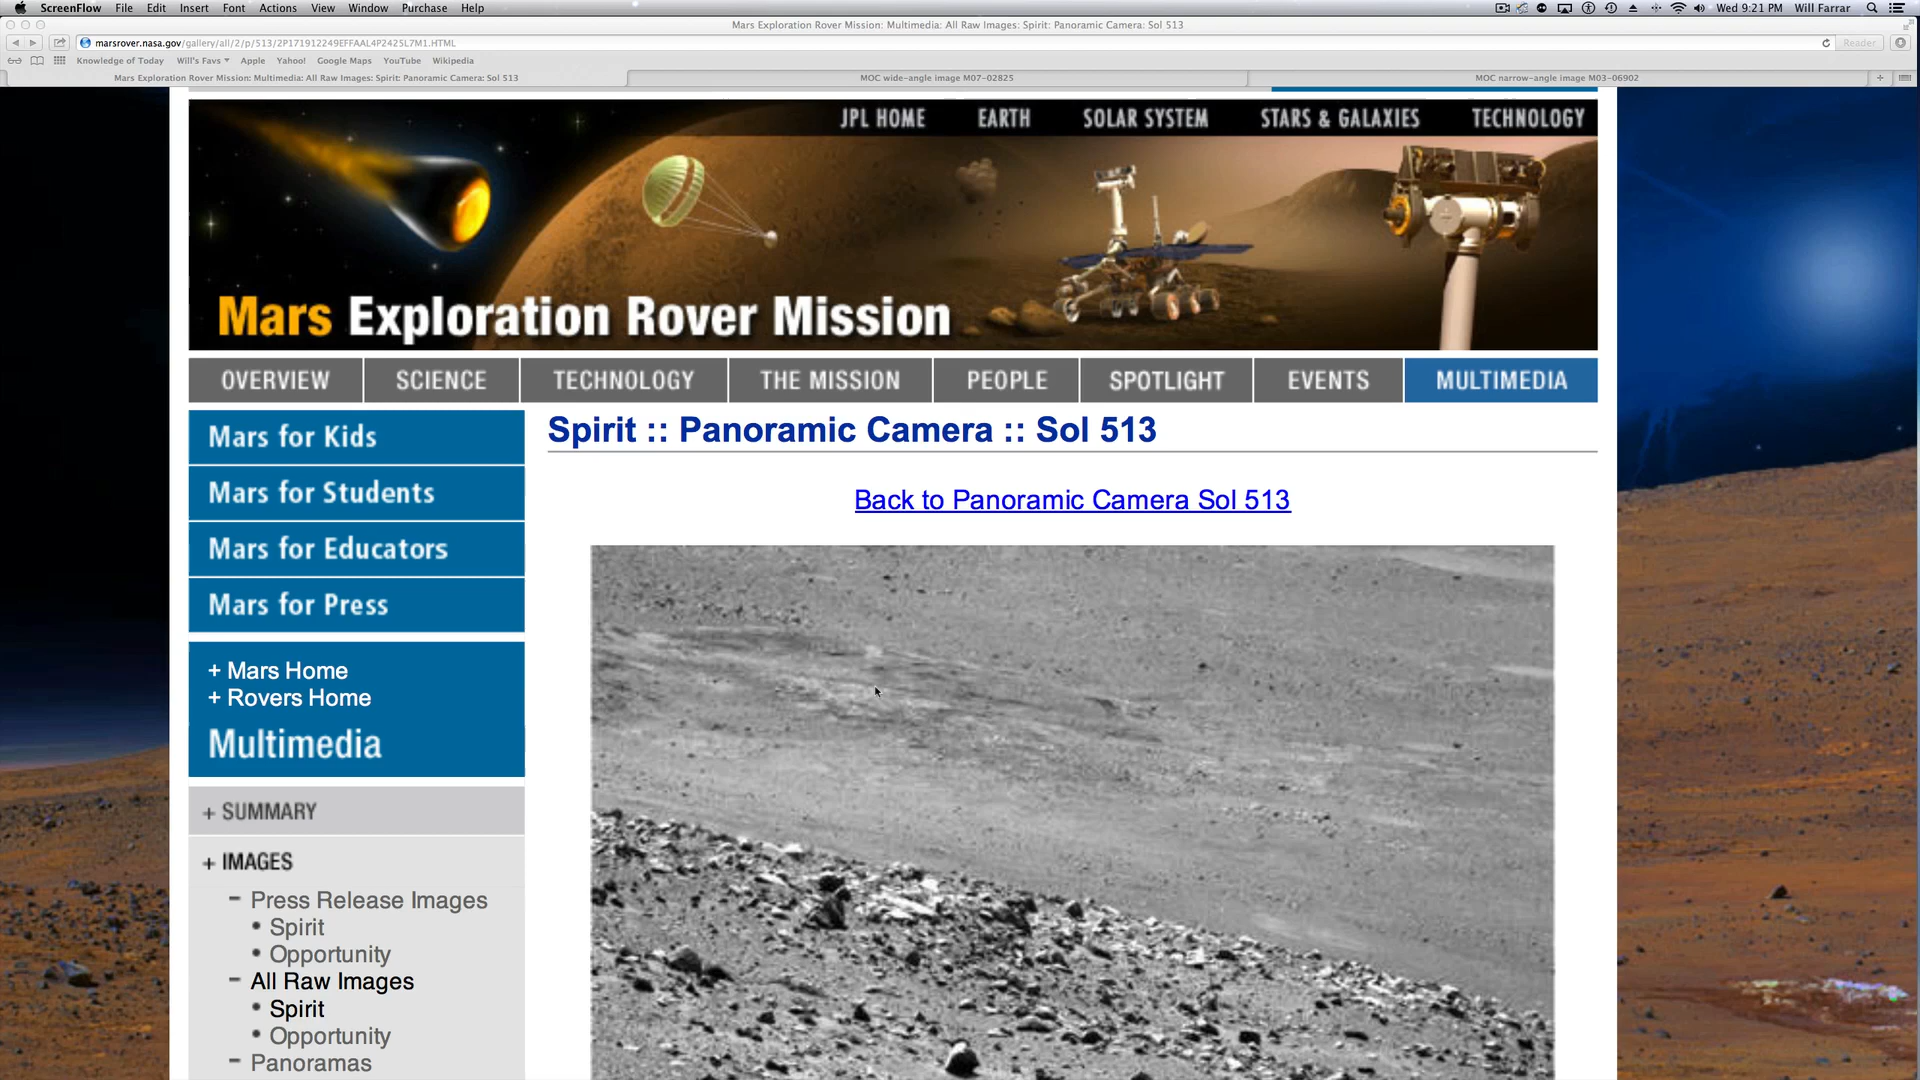 ScreenFlow File Edit Insert Font Actions View Window Purchase Help Wed 9:21 PM Will Farrar
Mars Exploration Rover Mission: Multimedia: All Raw Images: Spirit: Panoramic Camera: Sol 513
marsrover.nasa.gov/gallery/all/2/p/513/2P171912249EFFAAL4P2425L7M1.HTML Reader
Knowledge of Today Will's Favs Apple Yahoo! Google Maps YouTube Wikipedia
Mars Exploration Rover Mission: Multimedia: All Raw Images: Spirit: Panoramic Camera: Sol 513 MOC wide-angle image M07-02825 MOC narrow-angle image M03-06902
JPL HOME EARTH SOLAR SYSTEM STARS & GALAXIES TECHNOLOGY
Mars Exploration Rover Mission
OVERVIEW SCIENCE TECHNOLOGY THE MISSION PEOPLE SPOTLIGHT EVENTS MULTIMEDIA
Mars for Kids
Mars for Students
Mars for Educators
Mars for Press
+ Mars Home
+ Rovers Home
Multimedia
+ SUMMARY
+ IMAGES
- Press Release Images
• Spirit
• Opportunity
- All Raw Images
• Spirit
• Opportunity
- Panoramas
Spirit :: Panoramic Camera :: Sol 513
Back to Panoramic Camera Sol 513